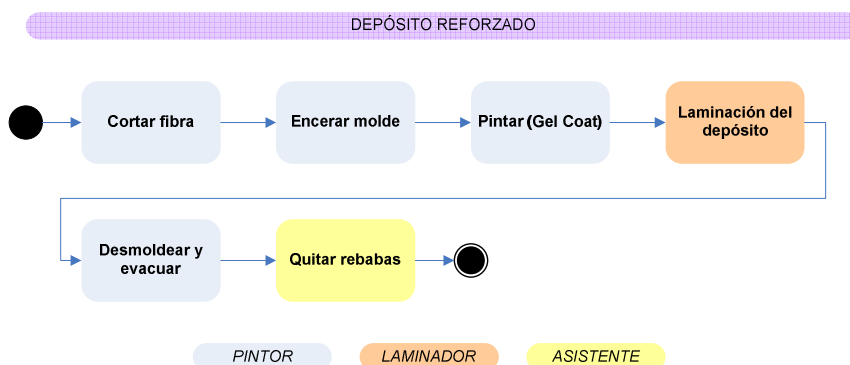 DEPÓSITO REFORZADO
Cortar fibra
Encerar molde
Pintar (Gel Coat)
Laminación del
depósito
Desmoldear y
evacuar
Quitar rebabas
PINTOR
LAMINADOR
ASISTENTE